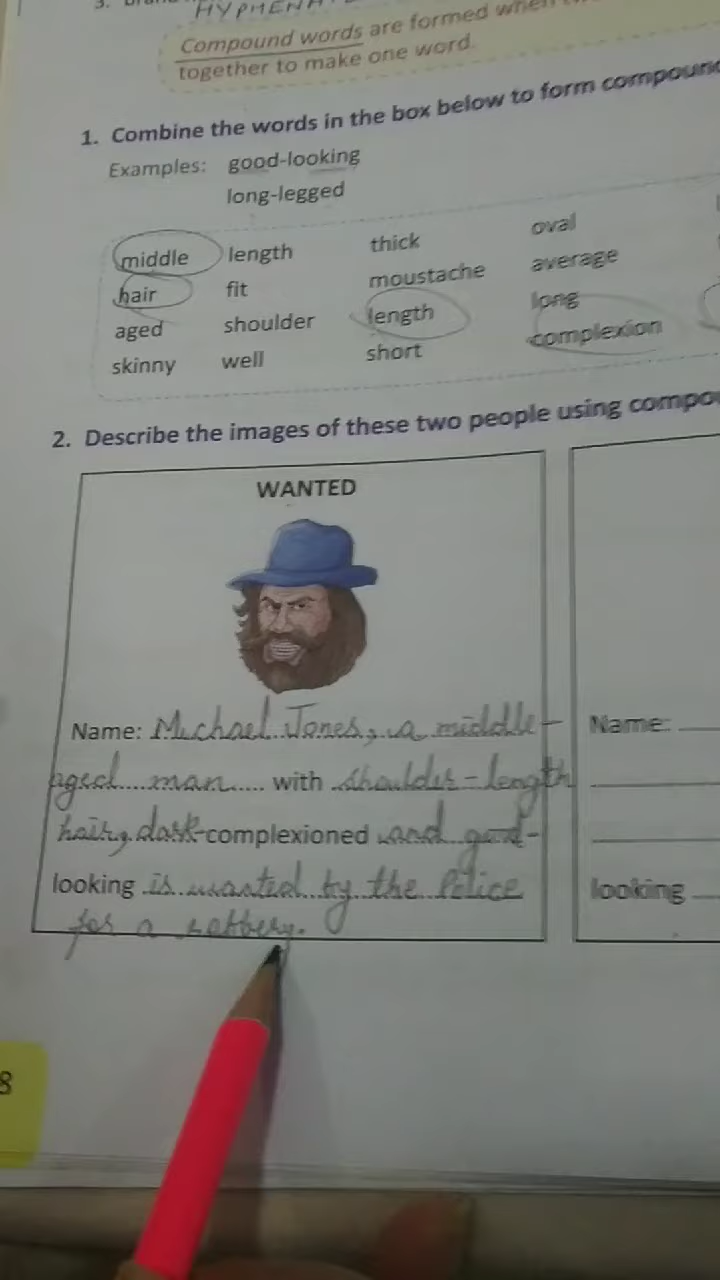 3.
HYPHENA
Compound words are formed when
together to make one word.
1. Combine the words in the box below to form compound
Examples: good-looking
long-legged
middle length thick oval
hair fit moustache average
aged shoulder length long
skinny well short complexion
2. Describe the images of these two people using compo
WANTED
Name: Michael Jones, a middle- Name:
aged man with shoulder-length
hair, dark-complexioned and good-
looking is wanted by the Police looking
for a robbery.
8